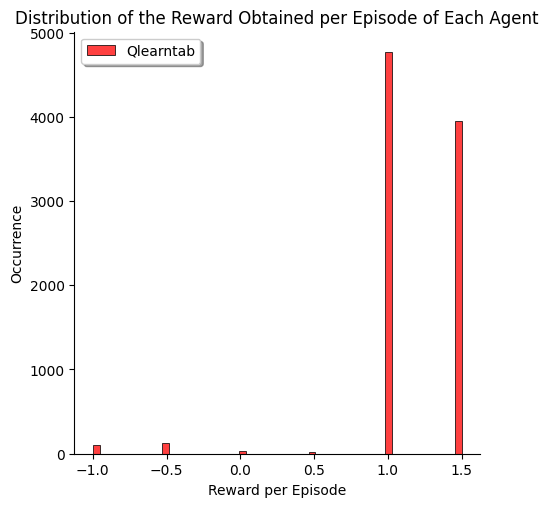 Distribution of the Reward Obtained per Episode of Each Agent
Qlearntab
5000
4000
3000
2000
1000
0
Occurrence
−1.0 −0.5 0.0 0.5 1.0 1.5
Reward per Episode